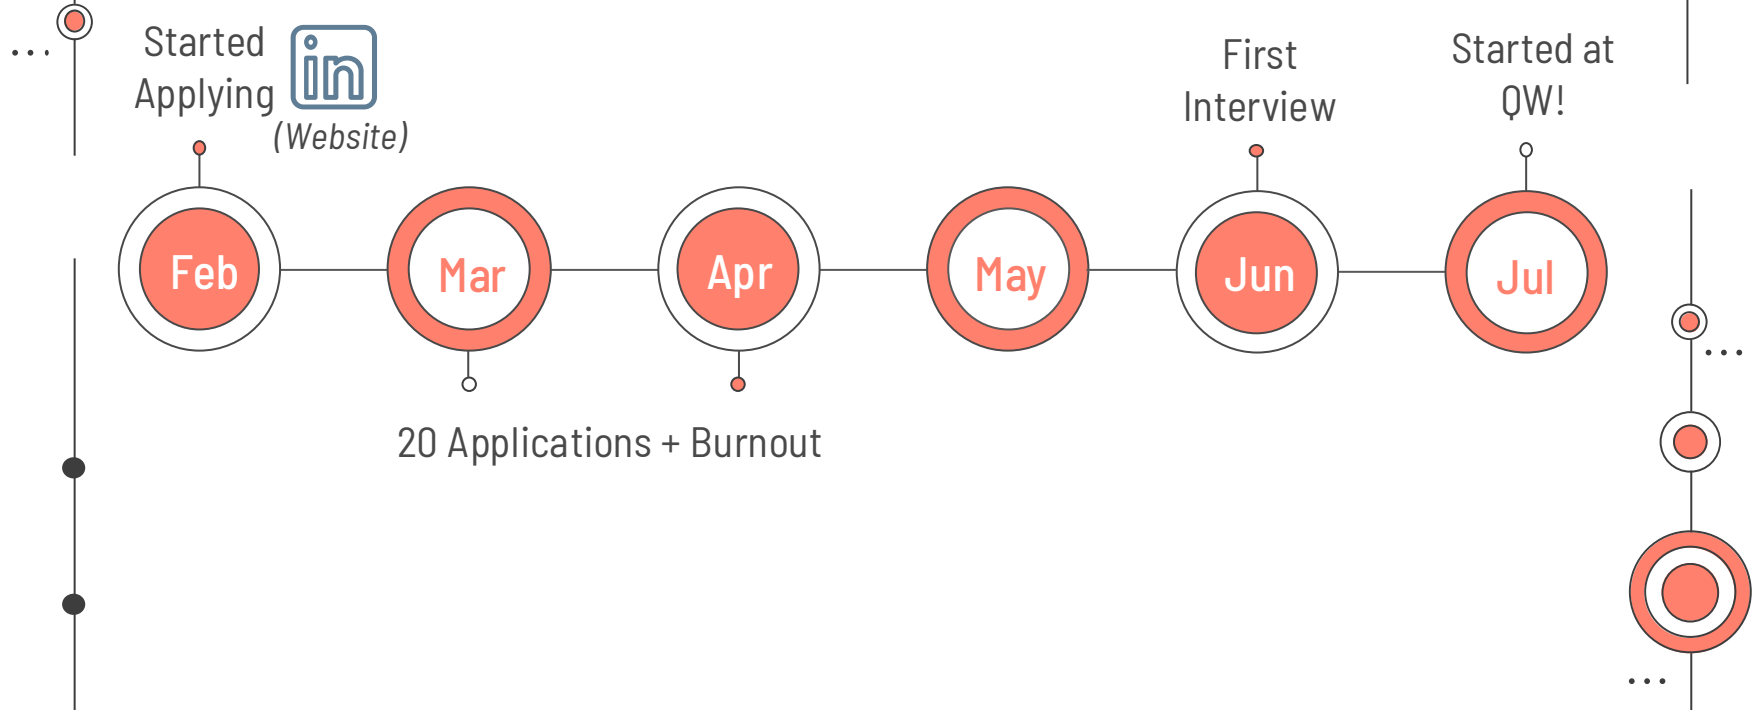 Started
Applying
in
(Website)
First
Interview
Started at
QW!
Feb
Mar
Apr
May
Jun
Jul
20 Applications + Burnout